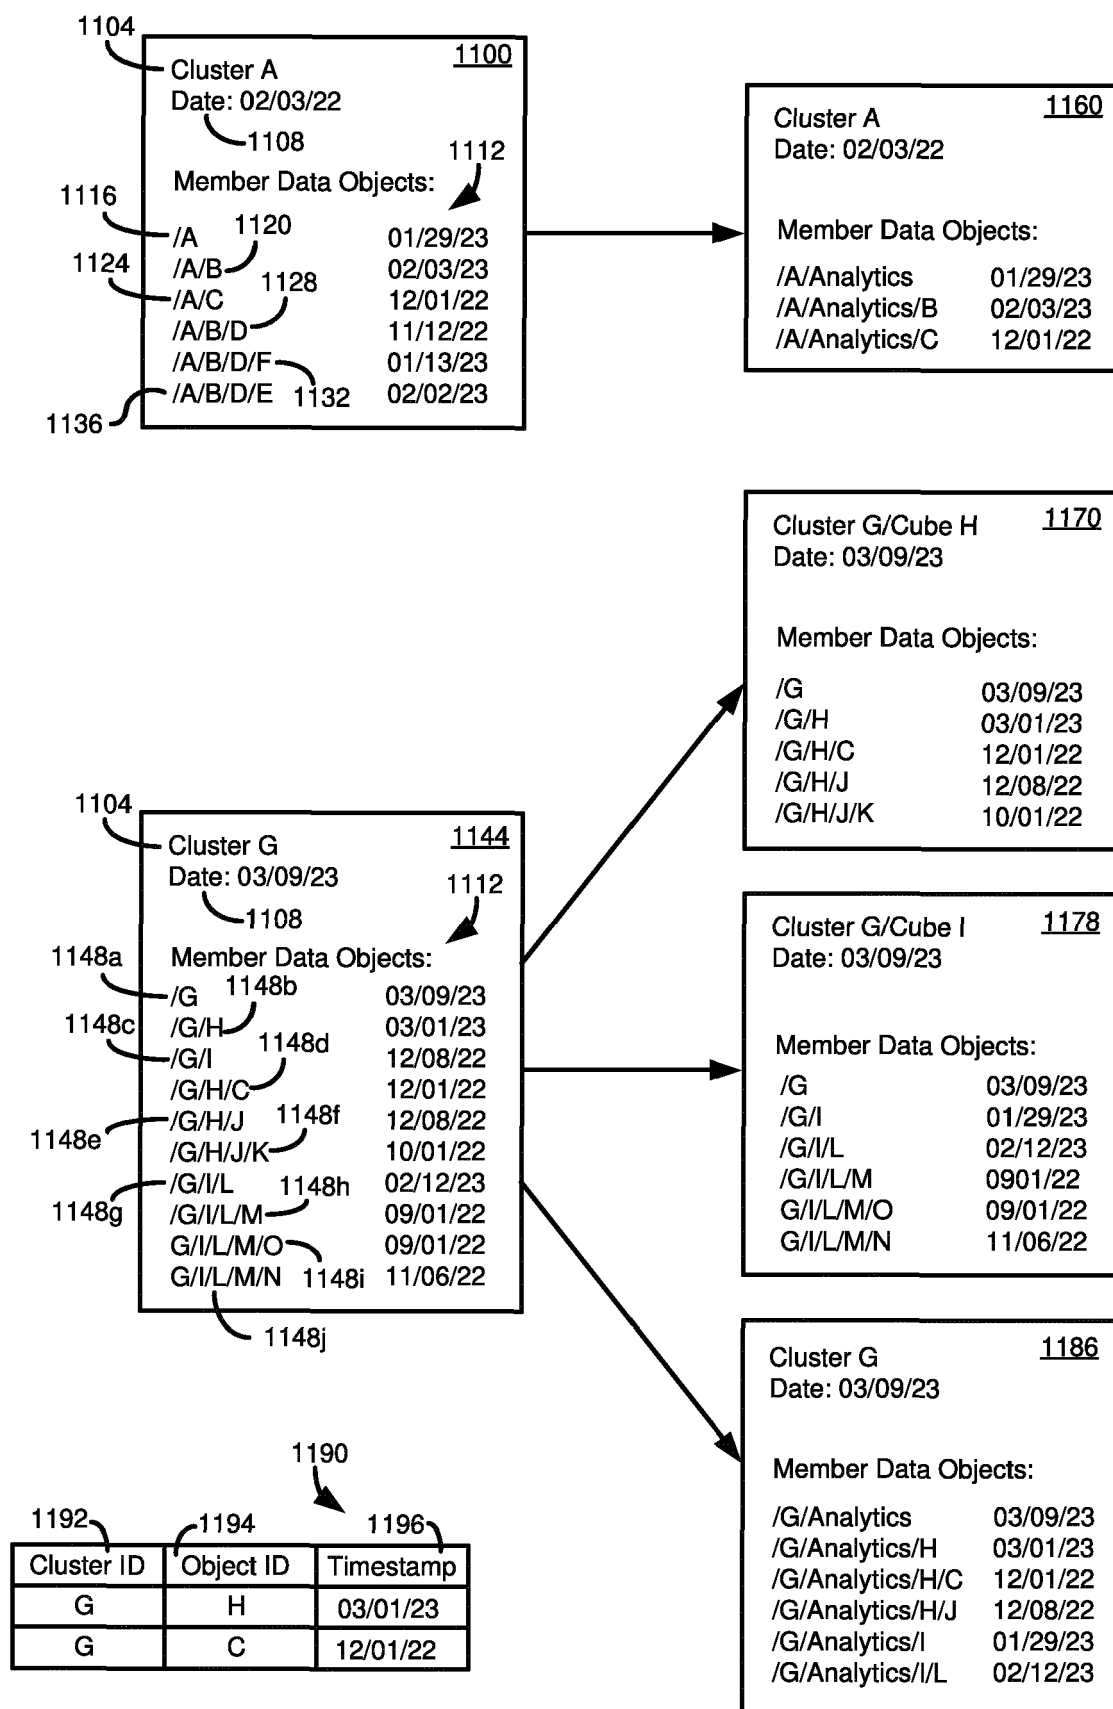 1104
1100
Cluster A
Date: 02/03/22
1108
1112
Member Data Objects:
1116
1120
/A 01/29/23
/A/B 02/03/23
1124
1128
/A/C 12/01/22
/A/B/D 11/12/22
/A/B/D/F 01/13/23
/A/B/D/E 1132 02/02/23
1136
1160
Cluster A
Date: 02/03/22
Member Data Objects:
/A/Analytics 01/29/23
/A/Analytics/B 02/03/23
/A/Analytics/C 12/01/22
1170
Cluster G/Cube H
Date: 03/09/23
Member Data Objects:
/G 03/09/23
/G/H 03/01/23
/G/H/C 12/01/22
/G/H/J 12/08/22
/G/H/J/K 10/01/22
1104
1144
Cluster G
Date: 03/09/23
1108
1112
Member Data Objects:
1148a
1148b
/G 03/09/23
/G/H 03/01/23
1148c
1148d
/G/I 12/08/22
/G/H/C 12/01/22
/G/H/J 12/08/22
1148e
1148f
/G/H/J/K 10/01/22
/G/I/L 02/12/23
1148g
1148h
/G/I/L/M 09/01/22
G/I/L/M/O 09/01/22
G/I/L/M/N 11/06/22
1148i
1148j
1178
Cluster G/Cube I
Date: 03/09/23
Member Data Objects:
/G 03/09/23
/G/I 01/29/23
/G/I/L 02/12/23
/G/I/L/M 0901/22
G/I/L/M/O 09/01/22
G/I/L/M/N 11/06/22
1186
Cluster G
Date: 03/09/23
Member Data Objects:
/G/Analytics 03/09/23
/G/Analytics/H 03/01/23
/G/Analytics/H/C 12/01/22
/G/Analytics/H/J 12/08/22
/G/Analytics/I 01/29/23
/G/Analytics/I/L 02/12/23
1190
1192 1194 1196
Cluster ID Object ID Timestamp
G H 03/01/23
G C 12/01/22